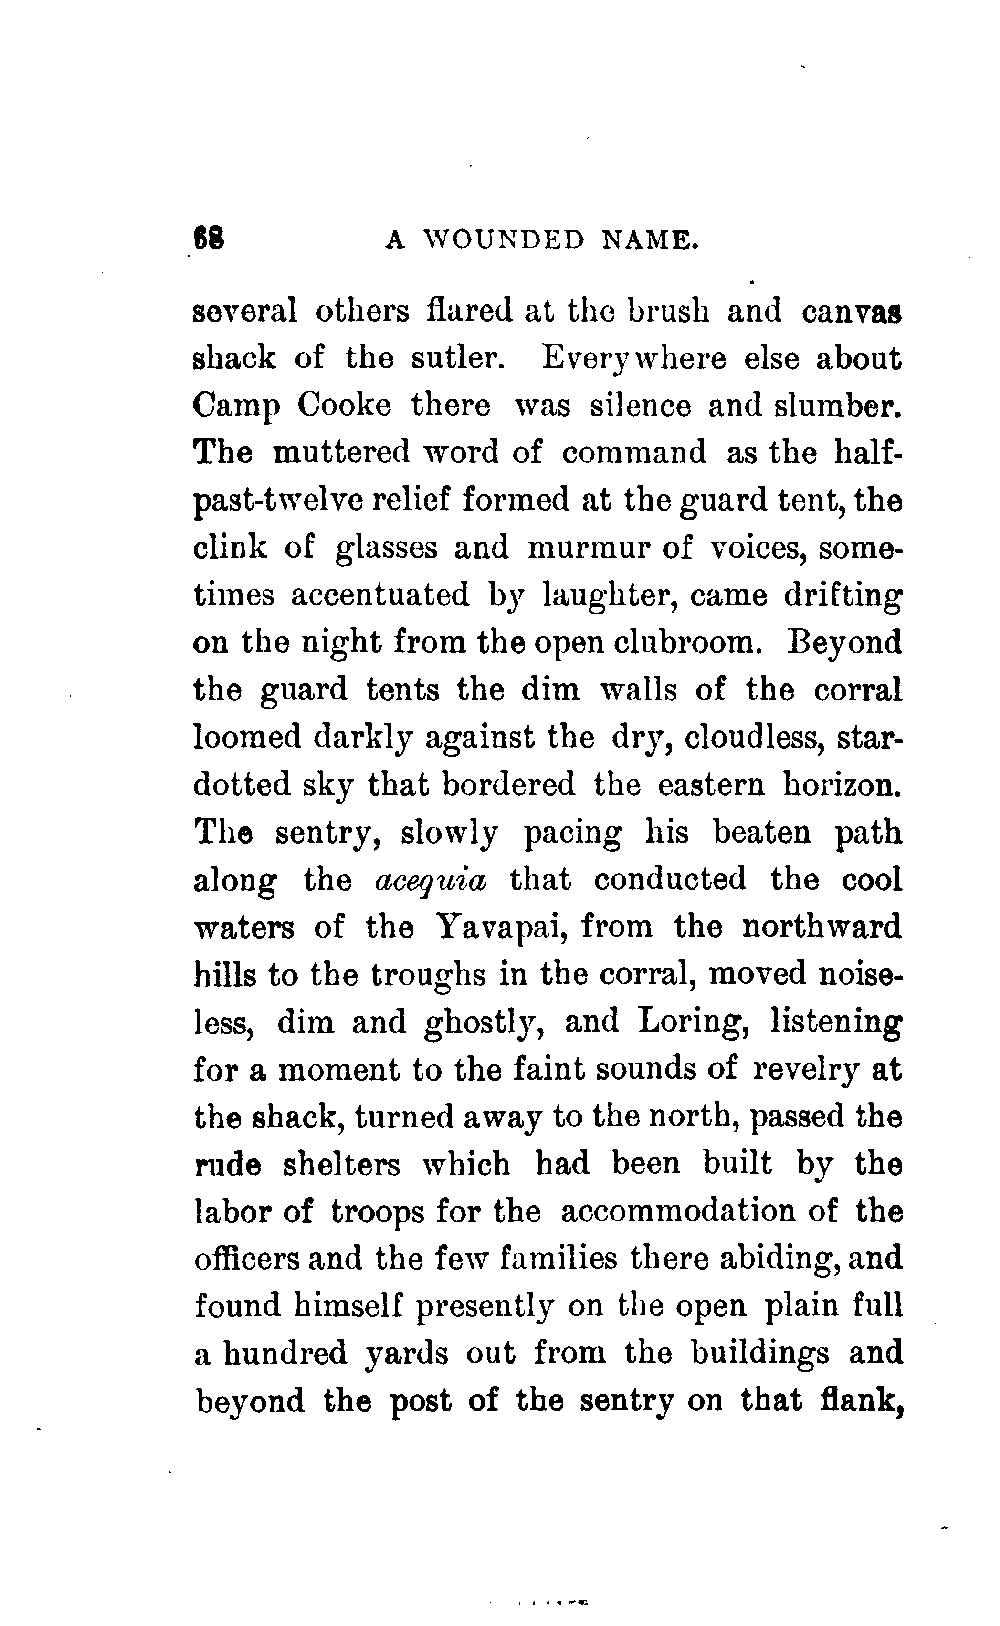 68 A WOUNDED NAME.
several others flared at the brush and canvas
shack of the sutler. Everywhere else about
Camp Cooke there was silence and slumber.
The muttered word of command as the half-
past-twelve relief formed at the guard tent, the
clink of glasses and murmur of voices, some-
times accentuated by laughter, came drifting
on the night from the open clubroom. Beyond
the guard tents the dim walls of the corral
loomed darkly against the dry, cloudless, star-
dotted sky that bordered the eastern horizon.
The sentry, slowly pacing his beaten path
along the acequia that conducted the cool
waters of the Yavapai, from the northward
hills to the troughs in the corral, moved noise-
less, dim and ghostly, and Loring, listening
for a moment to the faint sounds of revelry at
the shack, turned away to the north, passed the
rude shelters which had been built by the
labor of troops for the accommodation of the
officers and the few families there abiding, and
found himself presently on the open plain full
a hundred yards out from the buildings and
beyond the post of the sentry on that flank,